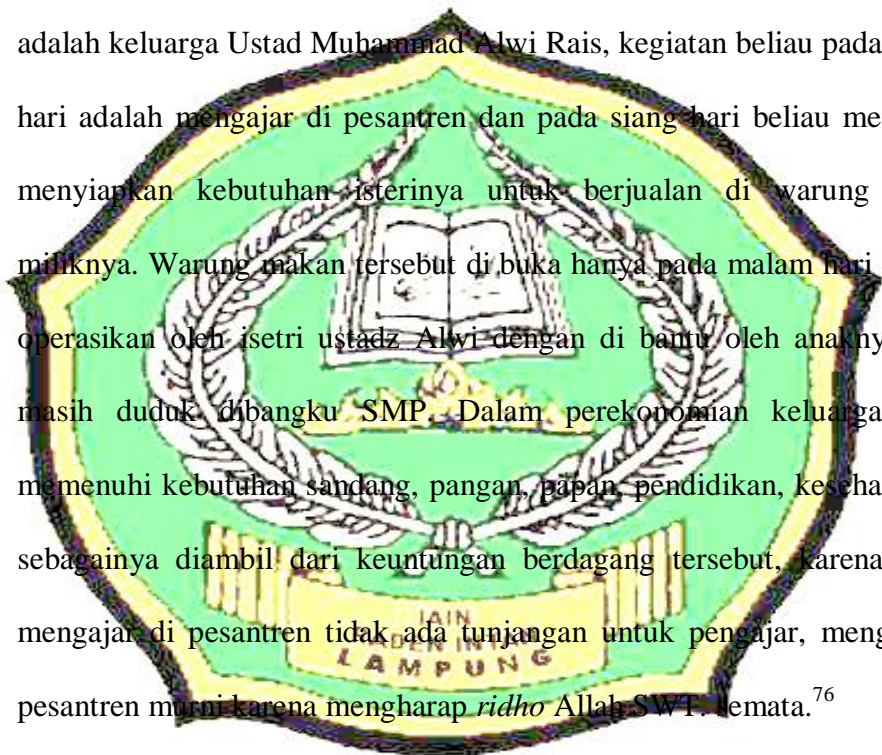 adalah keluarga Ustad Muhammad Alwi Rais, kegiatan beliau pada
hari adalah mengajar di pesantren dan pada siang hari beliau me
menyiapkan kebutuhan isterinya untuk berjualan di warung
miliknya. Warung makan tersebut di buka hanya pada malam hari
operasikan oleh isetri ustadz Alwi dengan di bantu oleh anakny
masih duduk dibangku SMP. Dalam perekonomian keluarga
memenuhi kebutuhan sandang, pangan, papan, pendidikan, keseha
sebagainya diambil dari keuntungan berdagang tersebut, karena
IAIN
mengajar di pesantren tidak ada tunjangan untuk pengajar, meng
RADEN INTAN
LAMPUNG
pesantren murni karena mengharap ridho Allah SWT. semata.76